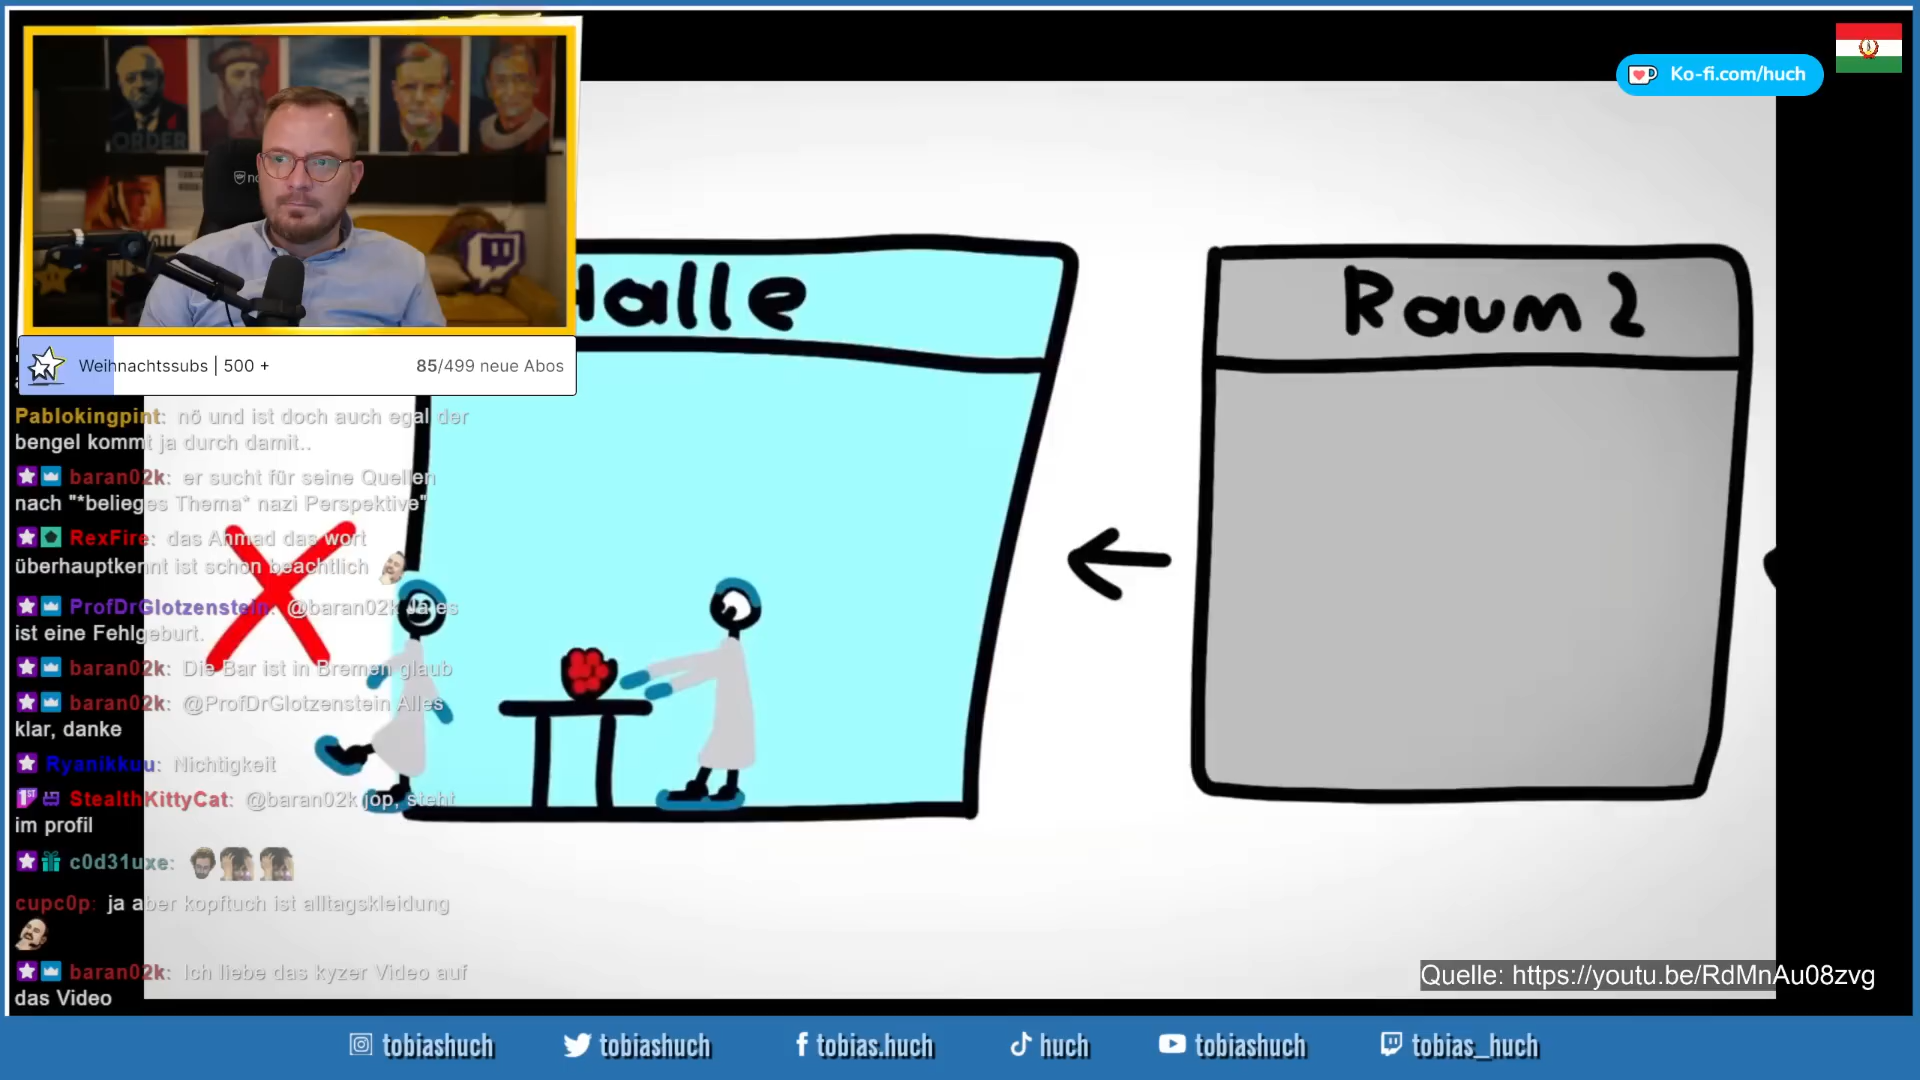 ORDER
Ko-fi.com/huch
Halle
Raum 2
Weihnachtssubs | 500 +
85/499 neue Abos
Pablokingpint: nö und ist doch auch egal der
bengel kommt ja durch damit..
baran02k: er sucht für seine Quellen
nach "*belieges Thema* nazi Perspektive"
RexFire: das Ahmad das wort
überhauptkennt ist schon beachtlich
ProfDrGlotzenstein: @baran02k Ja es
ist eine Fehlgeburt.
baran02k: Die Bar ist in Bremen glaub
baran02k: @ProfDrGlotzenstein Alles
klar, danke
Ryanikkuu: Nichtigkeit
StealthKittyCat: @baran02k jop, steht
im profil
c0d31uxe:
cupc0p: ja aber kopftuch ist alltagskleidung
baran02k: Ich liebe das kyzer Video auf
das Video
Quelle: https://youtu.be/RdMnAu08zvg
tobiashuch
tobiashuch
tobias.huch
huch
tobiashuch
tobias_huch